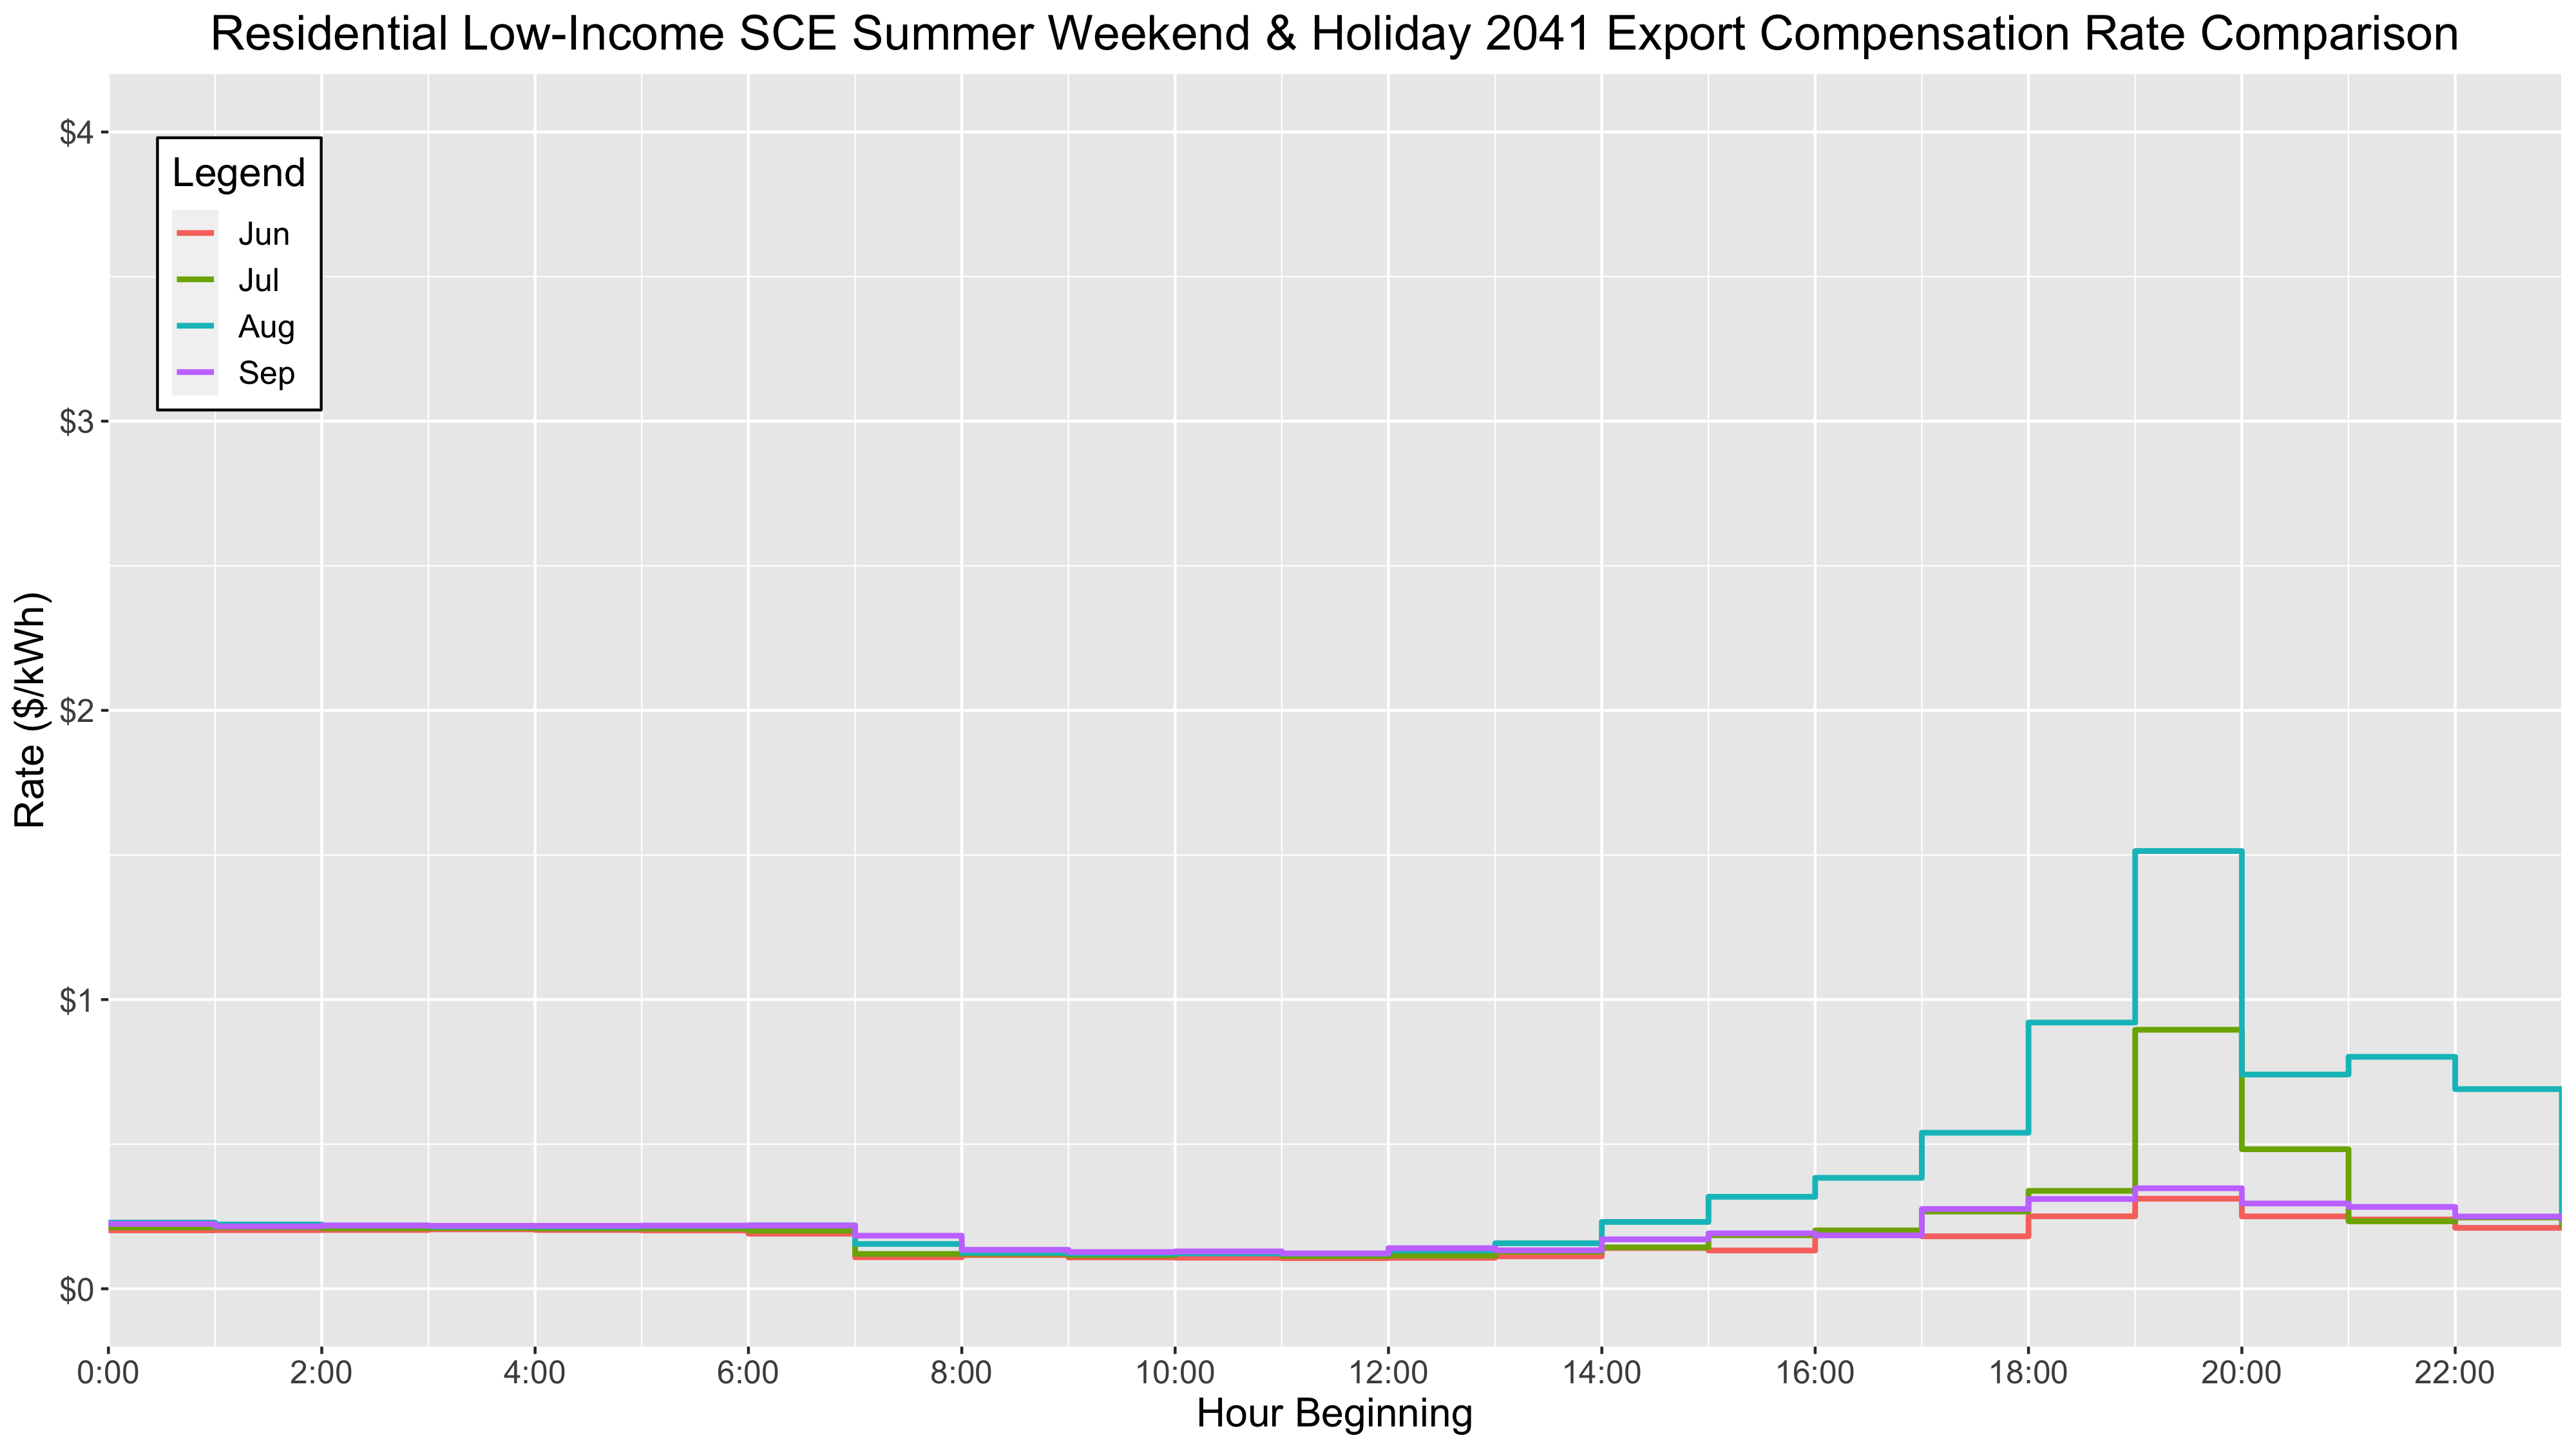 Residential Low-Income SCE Summer Weekend & Holiday 2041 Export Compensation Rate Comparison
Legend
Jun
Jul
Aug
Sep
Rate ($/kWh)
$4
$3
$2
$1
$0
0:00 2:00 4:00 6:00 8:00 10:00 12:00 14:00 16:00 18:00 20:00 22:00
Hour Beginning